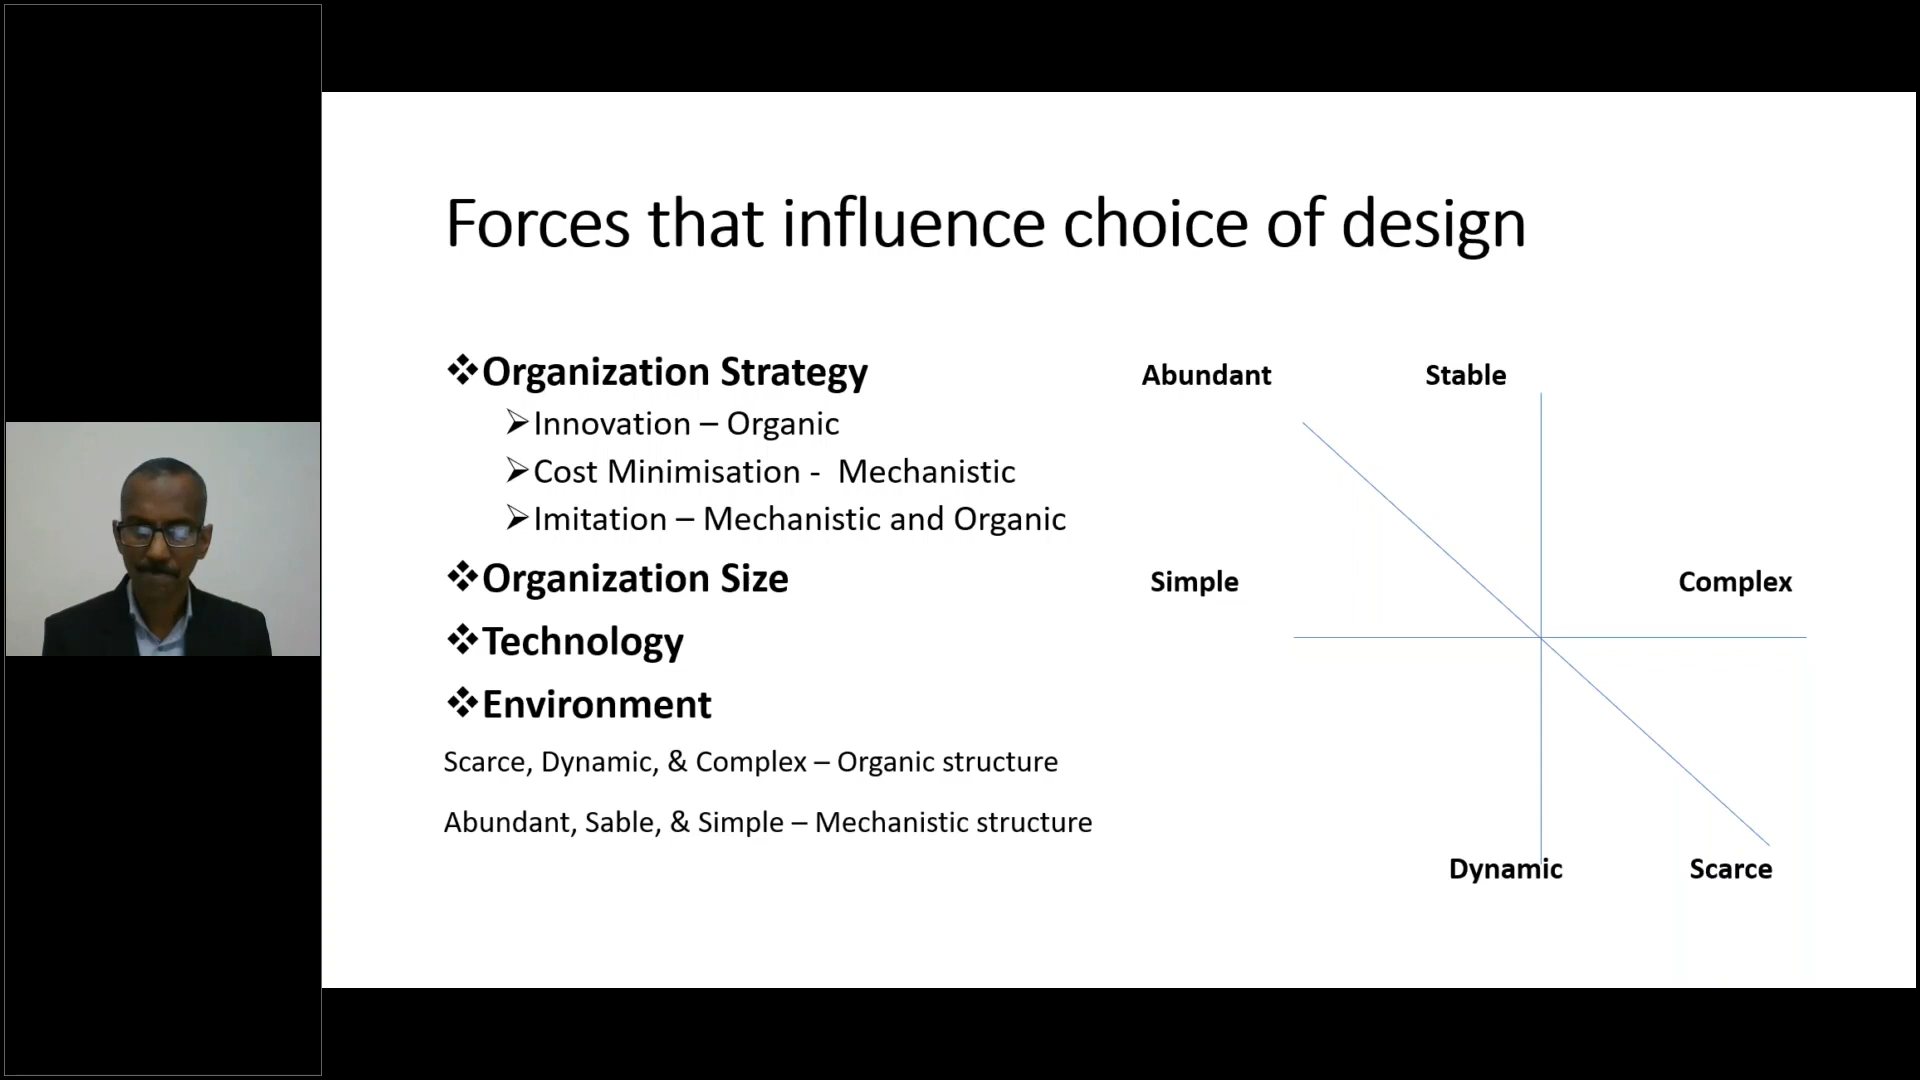 Forces that influence choice of design
❖Organization Strategy
➢Innovation – Organic
➢Cost Minimisation -  Mechanistic
➢Imitation – Mechanistic and Organic
❖Organization Size
❖Technology
❖Environment
Scarce, Dynamic, & Complex – Organic structure
Abundant, Sable, & Simple – Mechanistic structure
Abundant
Stable
Simple
Complex
Dynamic
Scarce